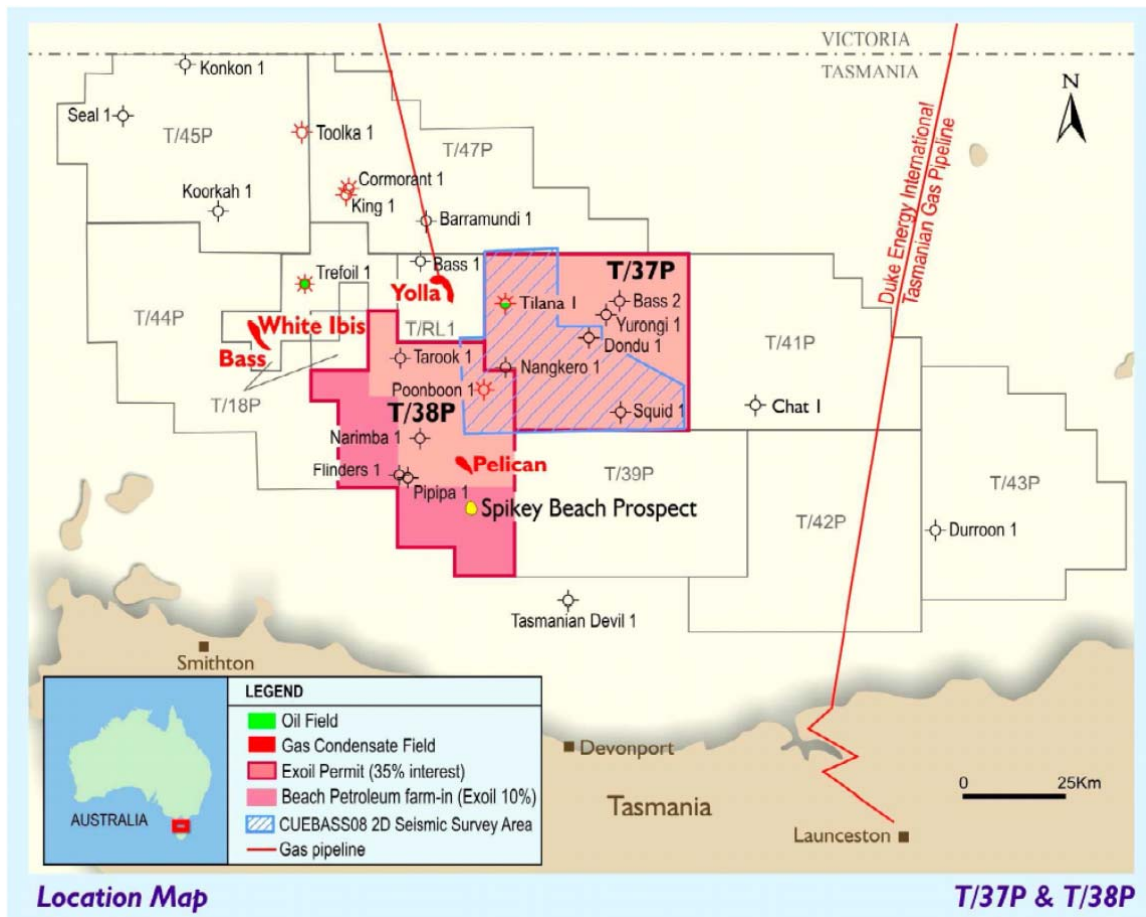 VICTORIA
TASMANIA
Konkon 1
Seal 1
T/45P
Toolka 1
T/47P
N
Cormorant 1
King 1
Koorkah 1
Barramundi 1
Duke Energy International
Tasmanian Gas Pipeline
Bass 1
T/37P
Trefoil 1
Yolla
Tilana 1
Bass 2
Yurongi 1
T/44P
White Ibis
T/RL1
Dondu 1
T/41P
Bass
Tarook 1
Nangkero 1
Poonboon 1
T/18P
T/38P
Squid 1
Chat 1
Narimba 1
Flinders 1
Pelican
Pipipa 1
T/39P
T/43P
Spikey Beach Prospect
T/42P
Durroon 1
Tasmanian Devil 1
Smithton
LEGEND
Oil Field
Gas Condensate Field
Exoil Permit (35% interest)
Beach Petroleum farm-in (Exoil 10%)
CUEBASS08 2D Seismic Survey Area
Gas pipeline
AUSTRALIA
Devonport
Tasmania
0 25Km
Launceston
Location Map
T/37P & T/38P